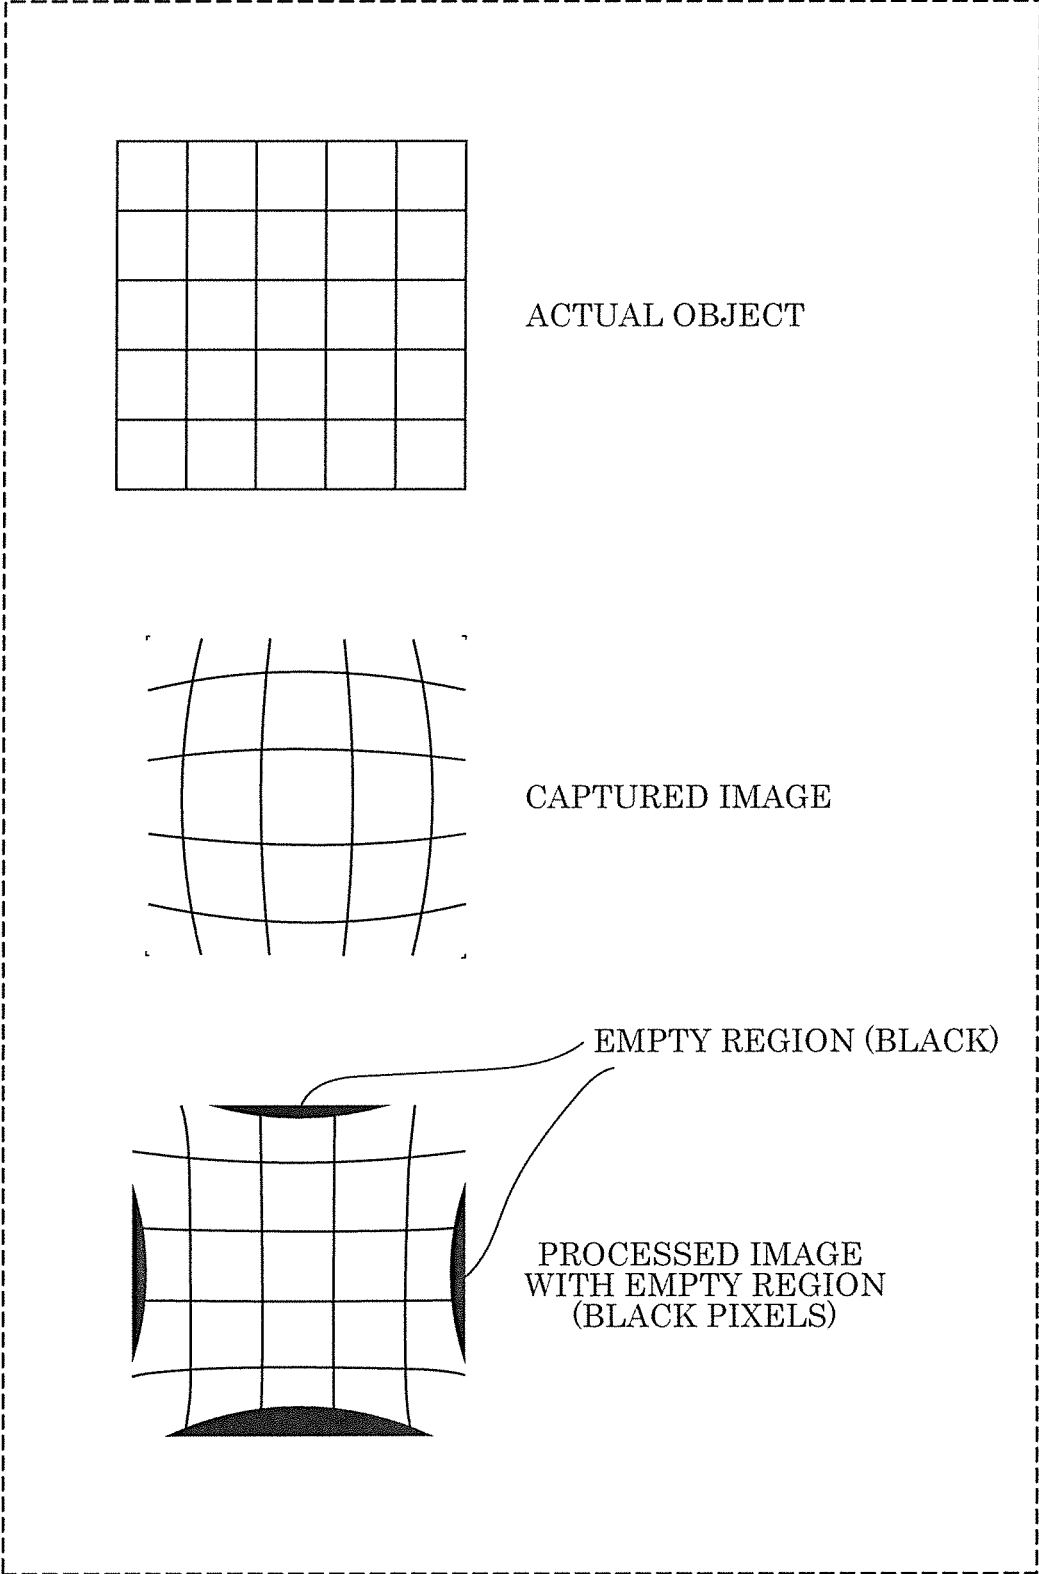 ACTUAL OBJECT
CAPTURED IMAGE
EMPTY REGION (BLACK)
PROCESSED IMAGE
WITH EMPTY REGION
(BLACK PIXELS)